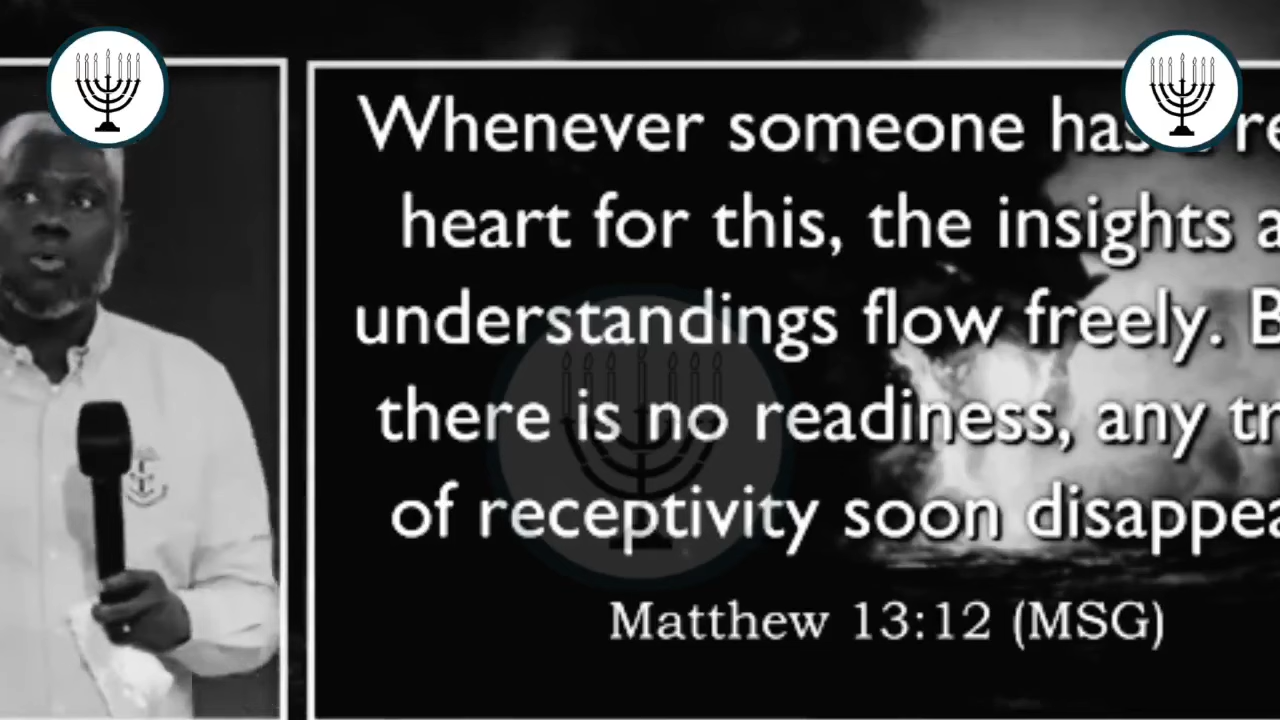 Whenever someone has a re
heart for this, the insights a
understandings flow freely. B
there is no readiness, any tr
of receptivity soon disappea
Matthew 13:12 (MSG)